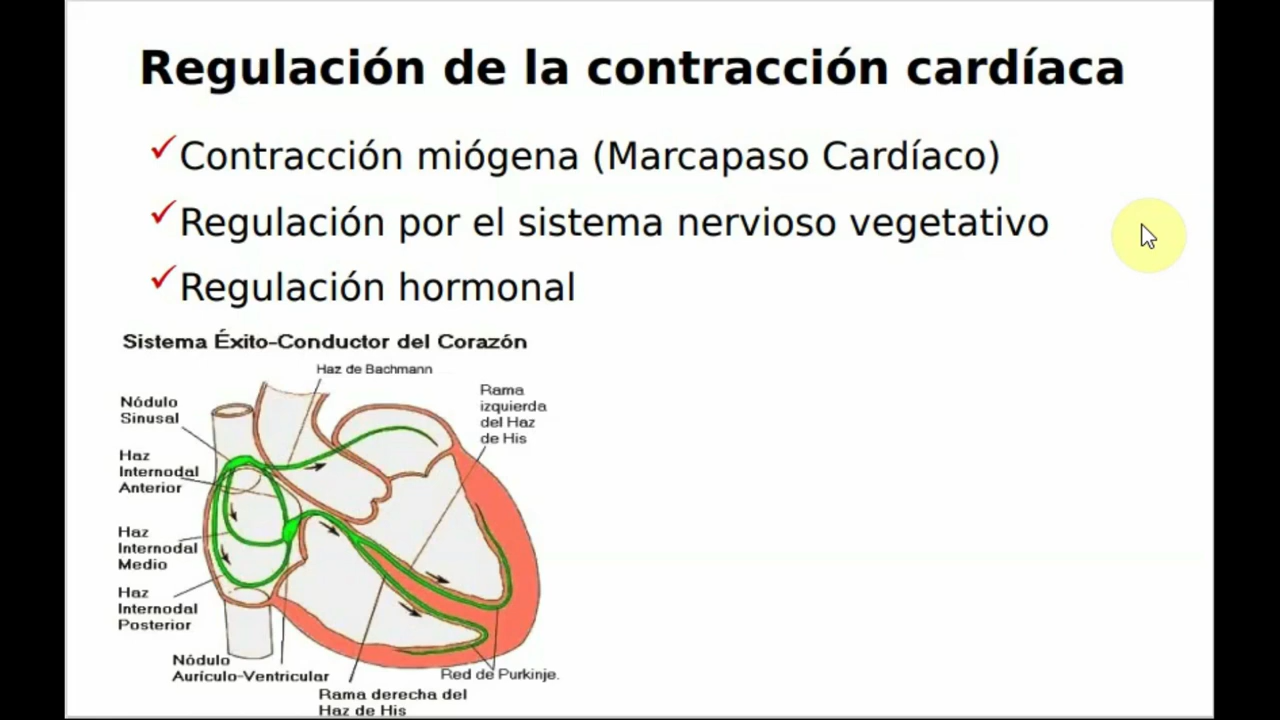 Regulación de la contracción cardíaca
Contracción miógena (Marcapaso Cardíaco)
Regulación por el sistema nervioso vegetativo
Regulación hormonal
Sistema Éxito-Conductor del Corazón
Haz de Bachmann
Rama
izquierda
del Haz
de His
Nódulo
Sinusal
Haz
Internodal
Anterior
Haz
Internodal
Medio
Haz
Internodal
Posterior
Nódulo
Aurículo-Ventricular
Red de Purkinje.
Rama derecha del
Haz de His